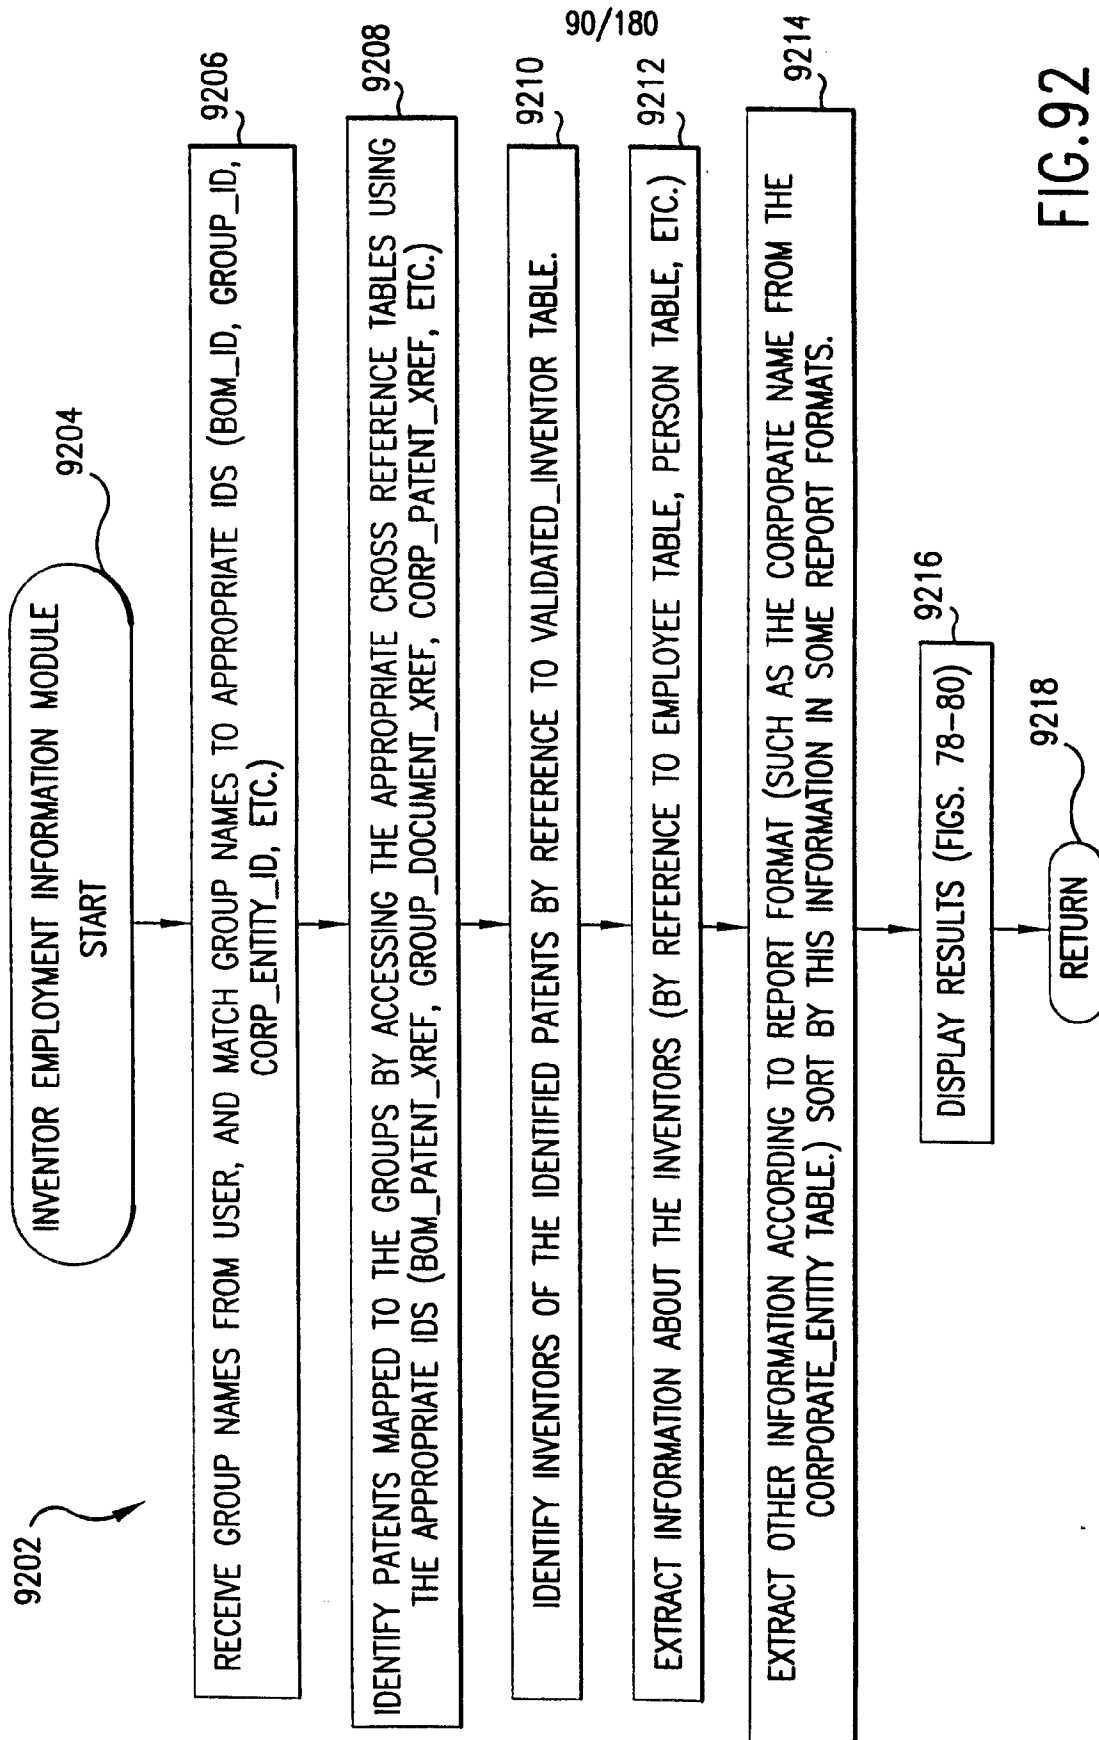 90/180
9202
INVENTOR EMPLOYMENT INFORMATION MODULE
START
9204
RECEIVE GROUP NAMES FROM USER, AND MATCH GROUP NAMES TO APPROPRIATE IDS (BOM_ID, GROUP_ID,
CORP_ENTITY_ID, ETC.)
9206
IDENTIFY PATENTS MAPPED TO THE GROUPS BY ACCESSING THE APPROPRIATE CROSS REFERENCE TABLES USING
THE APPROPRIATE IDS (BOM_PATENT_XREF, GROUP_DOCUMENT_XREF, CORP_PATENT_XREF, ETC.)
9208
IDENTIFY INVENTORS OF THE IDENTIFIED PATENTS BY REFERENCE TO VALIDATED_INVENTOR TABLE.
9210
EXTRACT INFORMATION ABOUT THE INVENTORS (BY REFERENCE TO EMPLOYEE TABLE, PERSON TABLE, ETC.)
9212
EXTRACT OTHER INFORMATION ACCORDING TO REPORT FORMAT (SUCH AS THE CORPORATE NAME FROM THE
CORPORATE_ENTITY TABLE.) SORT BY THIS INFORMATION IN SOME REPORT FORMATS.
9214
DISPLAY RESULTS (FIGS. 78-80)
9216
RETURN
9218
FIG.92